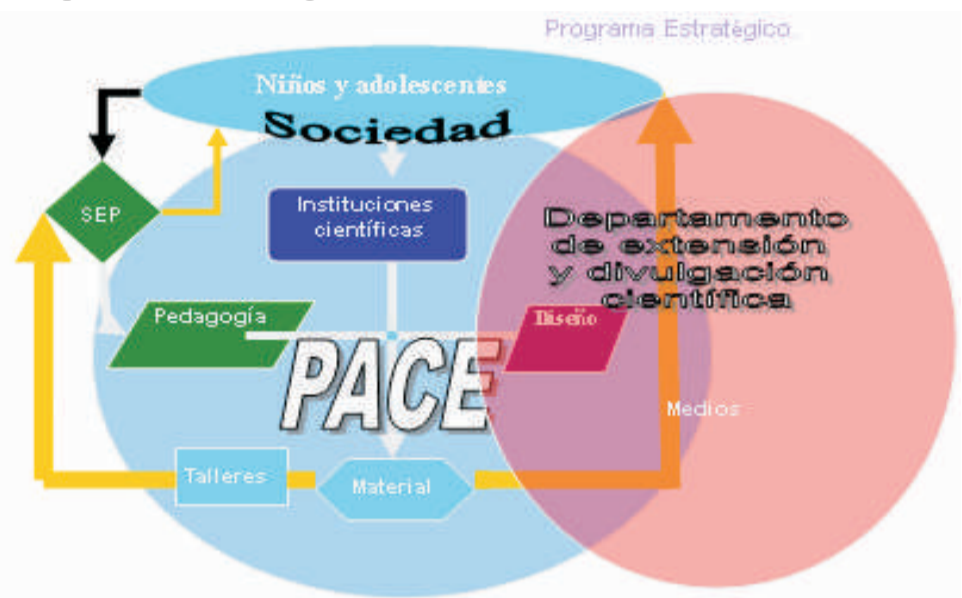 Programa Estratégico
Niños y adolescentes
Sociedad
SEP
Instituciones
científicas
Departamento
de extensión
y divulgación
científica
Pedagogía
Diseño
PACE
Medios
Talleres
Material